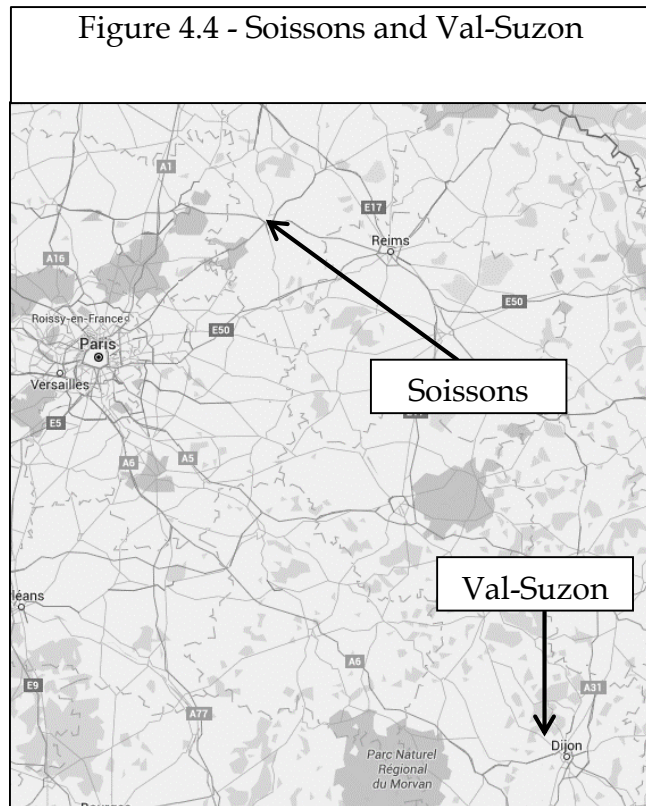 Figure 4.4 - Soissons and Val-Suzon
A1
E17
Reims
A16
Roissy-en-France
E50
E50
Paris
Versailles
Soissons
E5
A6
A5
Val-Suzon
léans
A6
E9
A31
A77
Dijon
Parc Naturel
Régional
du Morvan